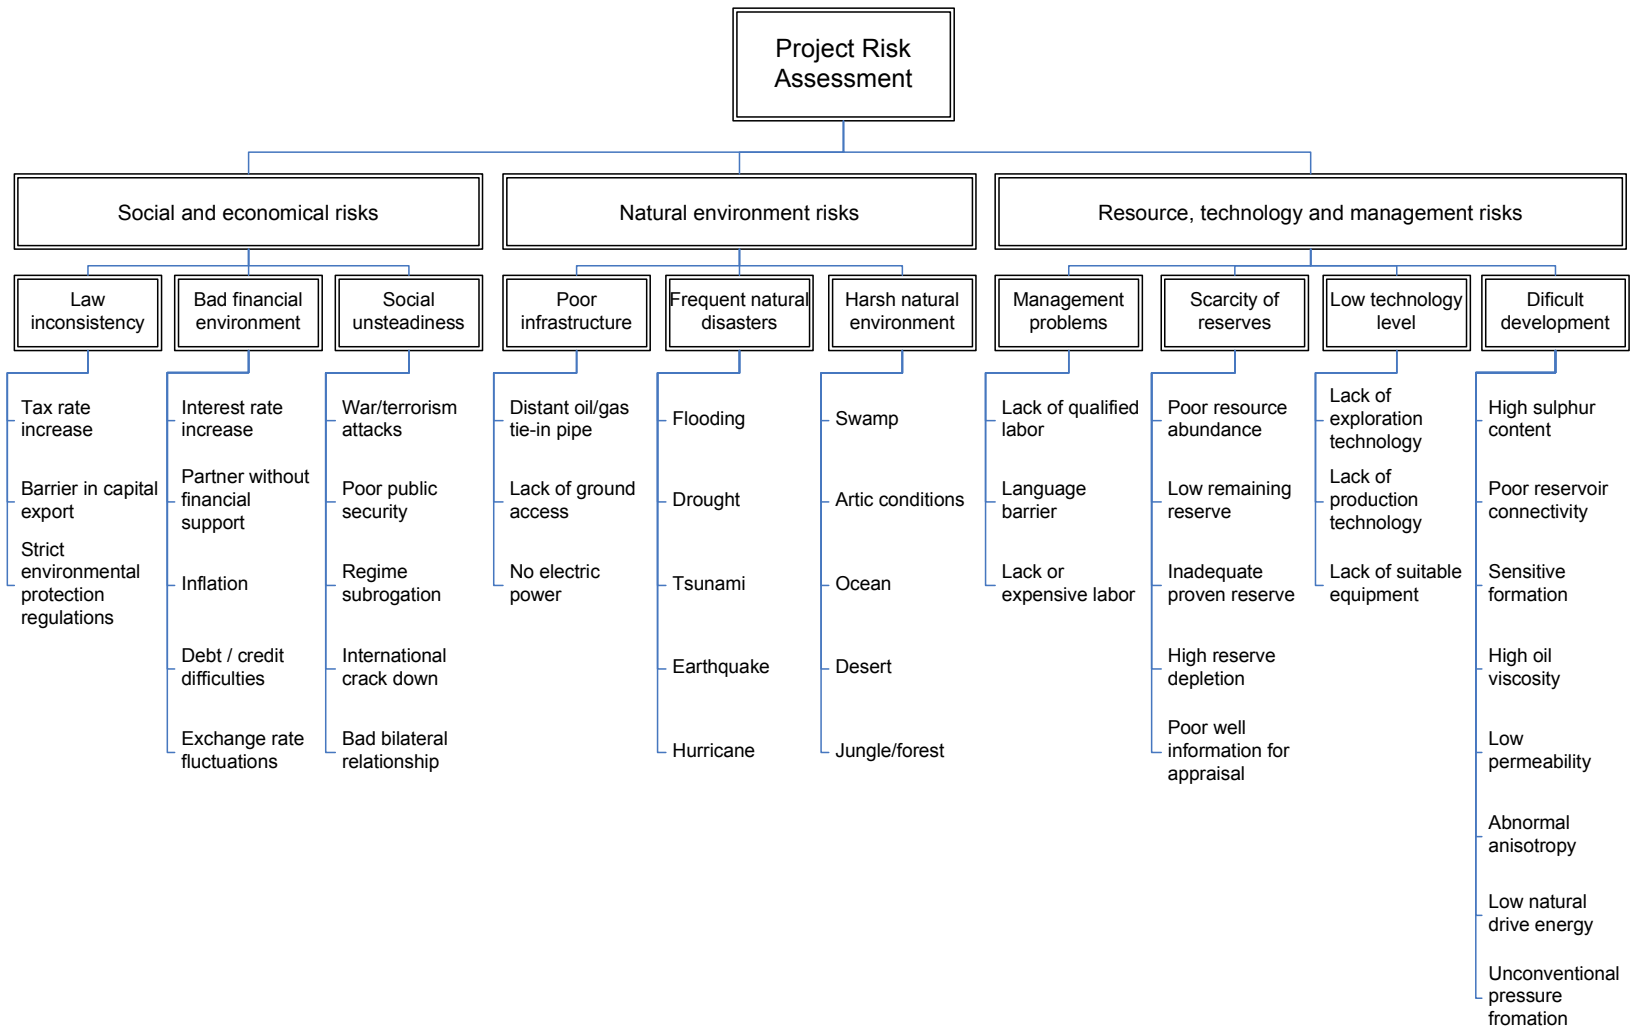 Project Risk
Assessment
Social and economical risks
Natural environment risks
Resource, technology and management risks
Law
inconsistency
Bad financial
environment
Social
unsteadiness
Poor
infrastructure
Frequent natural
disasters
Harsh natural
environment
Management
problems
Scarcity of
reserves
Low technology
level
Dificult
development
Tax rate
increase
Barrier in capital
export
Strict
environmental
protection
regulations
Interest rate
increase
Partner without
financial
support
Inflation
Debt / credit
difficulties
Exchange rate
fluctuations
War/terrorism
attacks
Poor public
security
Regime
subrogation
International
crack down
Bad bilateral
relationship
Distant oil/gas
tie-in pipe
Lack of ground
access
No electric
power
Flooding
Drought
Tsunami
Earthquake
Hurricane
Swamp
Artic conditions
Ocean
Desert
Jungle/forest
Lack of qualified
labor
Language
barrier
Lack or
expensive labor
Poor resource
abundance
Low remaining
reserve
Inadequate
proven reserve
High reserve
depletion
Poor well
information for
appraisal
Lack of
exploration
technology
Lack of
production
technology
Lack of suitable
equipment
High sulphur
content
Poor reservoir
connectivity
Sensitive
formation
High oil
viscosity
Low
permeability
Abnormal
anisotropy
Low natural
drive energy
Unconventional
pressure
fromation